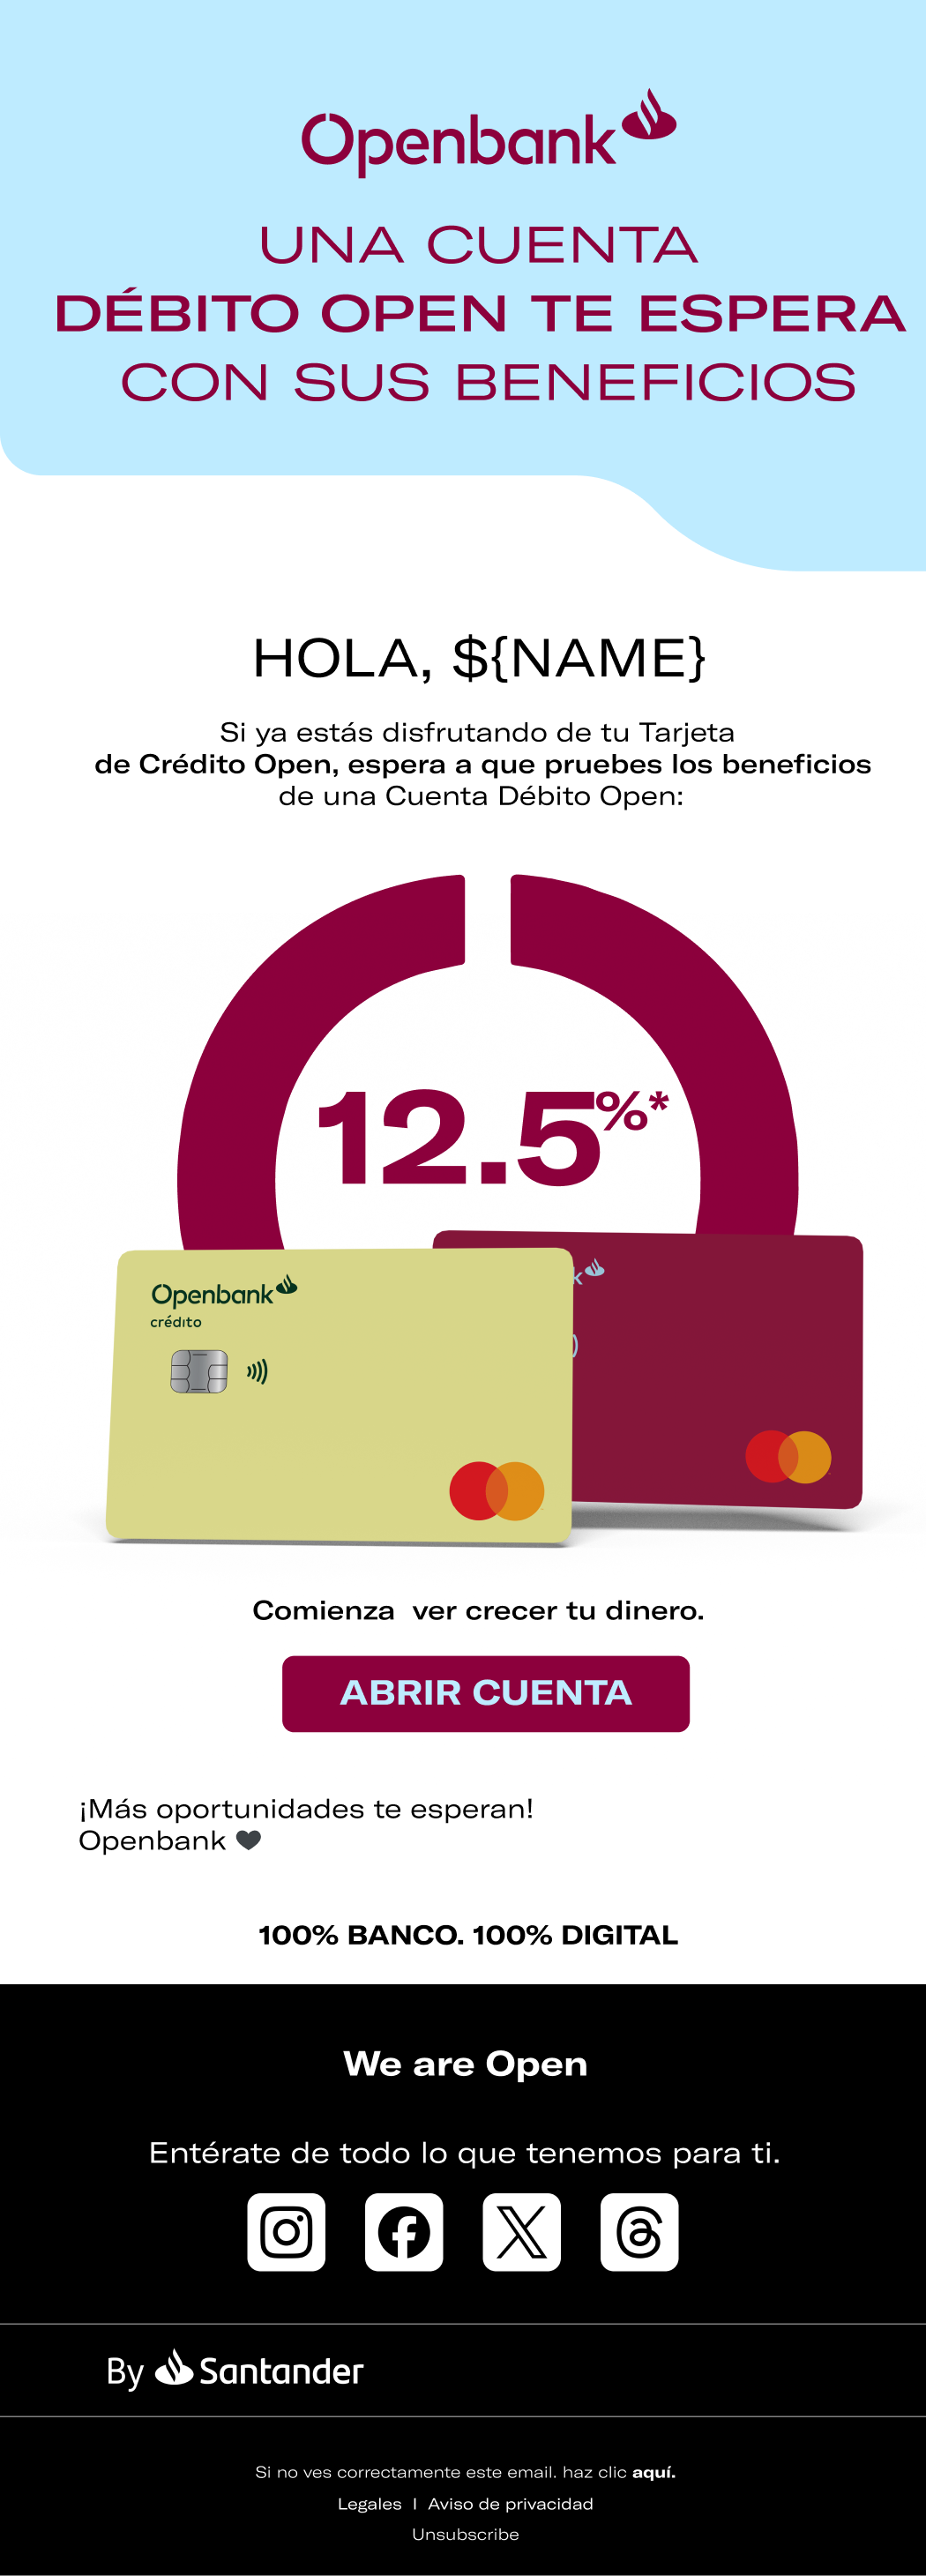 Openbank
UNA CUENTA
DÉBITO OPEN TE ESPERA
CON SUS BENEFICIOS
HOLA, ${NAME}
Si ya estás disfrutando de tu Tarjeta
de Crédito Open, espera a que pruebes los beneficios
de una Cuenta Débito Open:
12.5%*
Openbank
crédito
k
Comienza  ver crecer tu dinero.
ABRIR CUENTA
¡Más oportunidades te esperan!
Openbank 🖤
100% BANCO. 100% DIGITAL
We are Open
Entérate de todo lo que tenemos para ti.
By Santander
Si no ves correctamente este email. haz clic aquí.
Legales | Aviso de privacidad
Unsubscribe